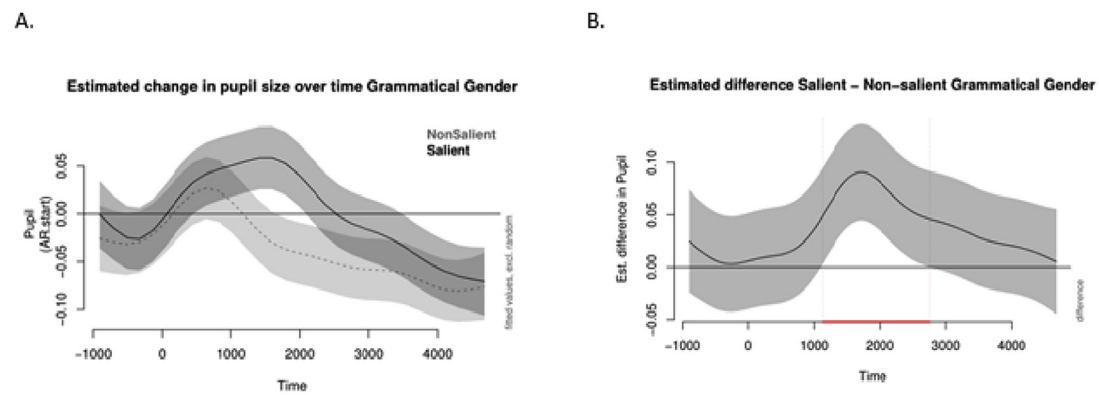 A.
B.
Estimated change in pupil size over time Grammatical Gender
NonSalient
Salient
Pupil
(AR.start)
0.05
0.00
−0.05
−0.10
−1000 0 1000 2000 3000 4000
Time
fitted values, excl. random
Estimated difference Salient − Non−salient Grammatical Gender
Est. difference in Pupil
0.10
0.05
0.00
−0.05
−1000 0 1000 2000 3000 4000
Time
difference